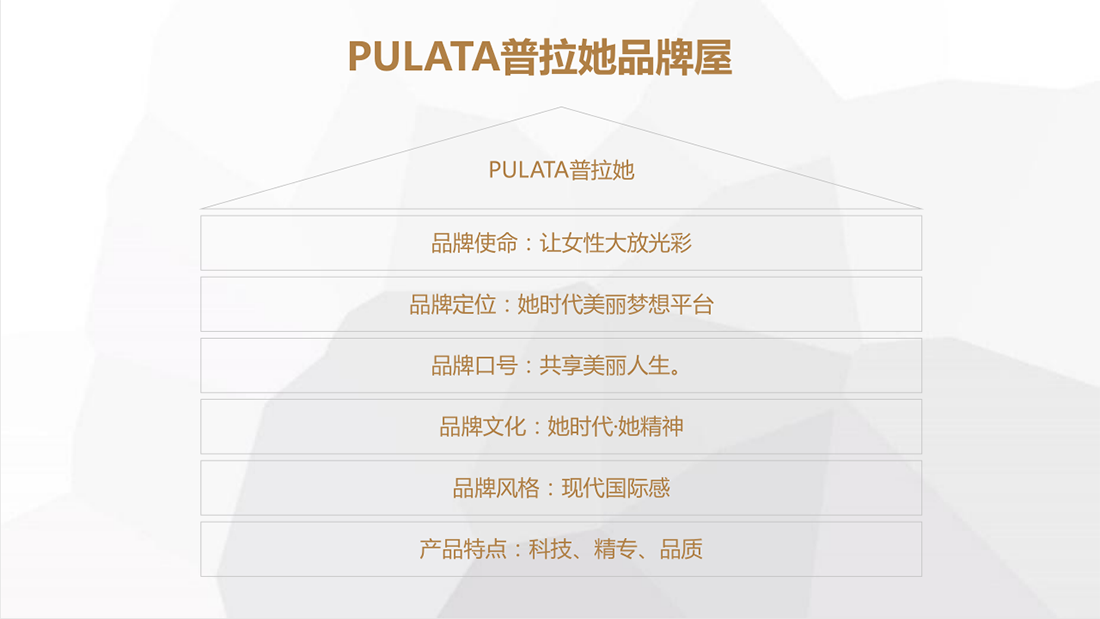 PULATA普拉她品牌屋
PULATA普拉她
品牌使命：让女性大放光彩
品牌定位：她时代美丽梦想平台
品牌口号：共享美丽人生。
品牌文化：她时代·她精神
品牌风格：现代国际感
产品特点：科技、精专、品质